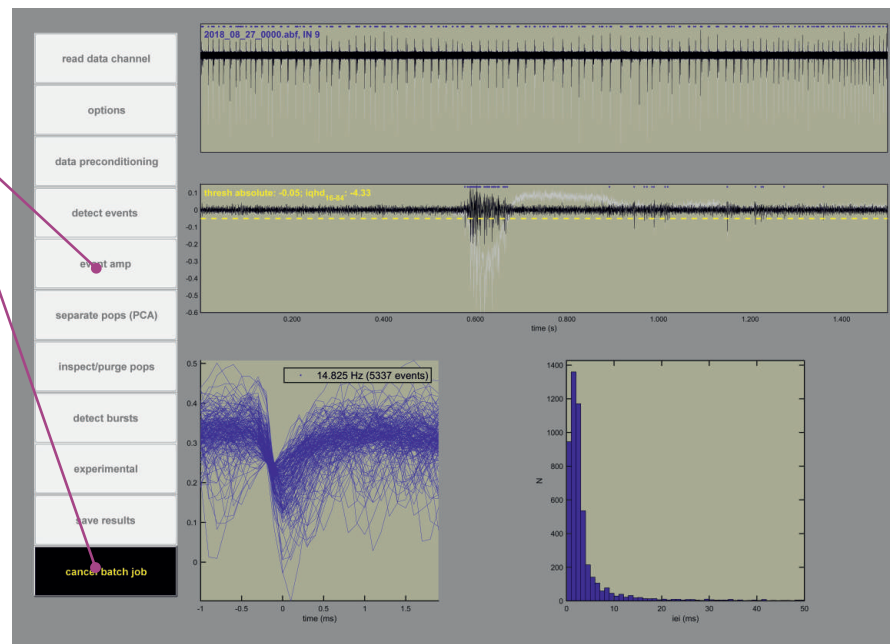 read data channel
options
data preconditioning
detect events
event amp
separate pops (PCA)
inspect/purge pops
detect bursts
experimental
save results
cancel batch job
2018_08_27_0000.abf, IN 9
thresh absolute: -0.05; iqhd16-84: -4.33
0.1
0
-0.1
-0.2
-0.3
-0.4
-0.5
-0.6
0.200 0.400 0.600 0.800 1.000 1.200 1.400
time (s)
14.825 Hz (5337 events)
0.5
0.4
0.3
0.2
0.1
0
-1 -0.5 0 0.5 1 1.5
time (ms)
1400
1200
1000
800
600
400
200
0
N
0 10 20 30 40 50
iei (ms)